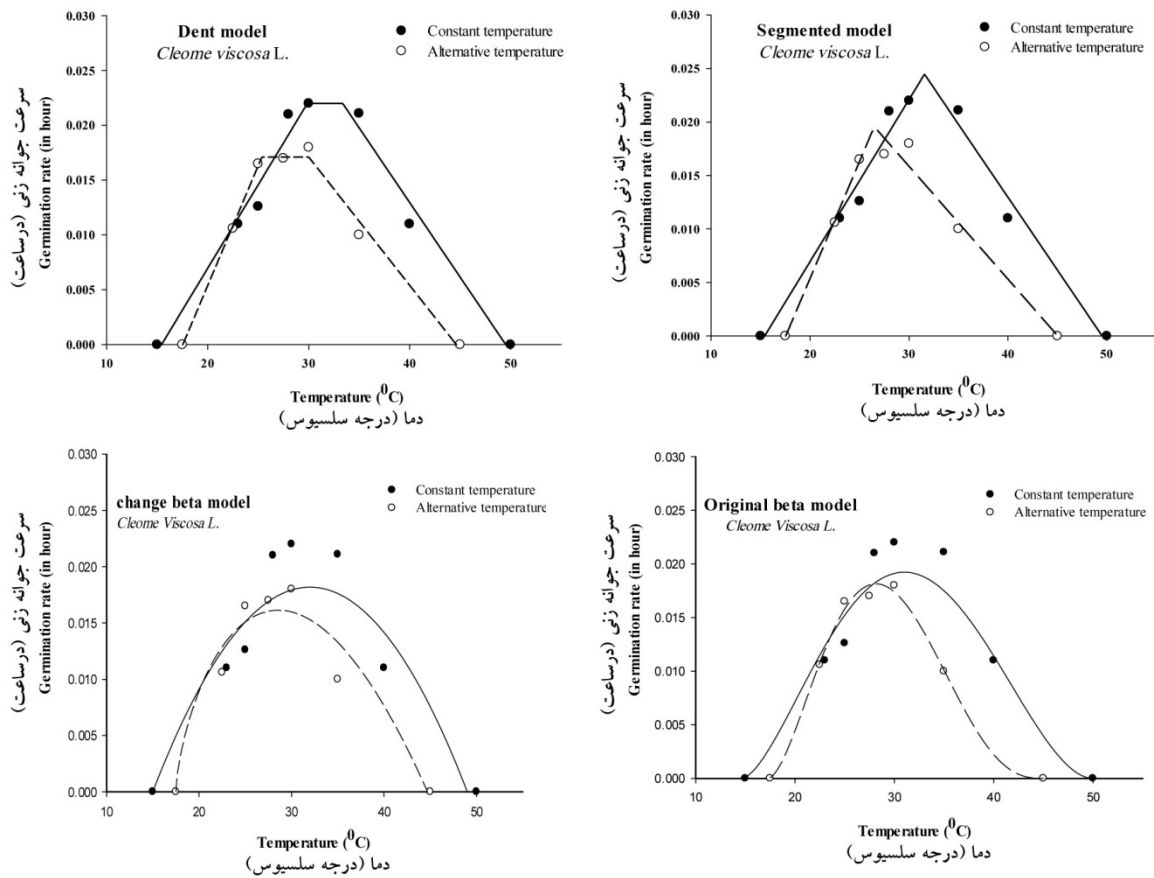 Dent model
Cleome viscosa L.
Constant temperature
Alternative temperature
0.030
0.025
0.020
0.015
0.010
0.005
0.000
10
20
30
40
50
سرعت جوانه زنی (درساعت)
Germination rate (in hour)
Temperature (⁰C)
دما (درجه سلسیوس)
Segmented model
Cleome viscosa L.
Constant temperature
Alternative temperature
0.030
0.025
0.020
0.015
0.010
0.005
0.000
10
20
30
40
50
سرعت جوانه زنی (درساعت)
Germination rate (in hour)
Temperature (⁰C)
دما (درجه سلسیوس)
change beta model
Cleome Viscosa L.
Constant temperature
Alternative temperature
0.030
0.025
0.020
0.015
0.010
0.005
0.000
10
20
30
40
50
سرعت جوانه زنی (درساعت)
Germination rate (in hour)
Temperature (⁰C)
دما (درجه سلسیوس)
Original beta model
Cleome Viscosa L.
Constant temperature
Alternative temperature
0.030
0.025
0.020
0.015
0.010
0.005
0.000
10
20
30
40
50
سرعت جوانه زنی (درساعت)
Germination rate (in hour)
Temperature (⁰C)
دما (درجه سلسیوس)